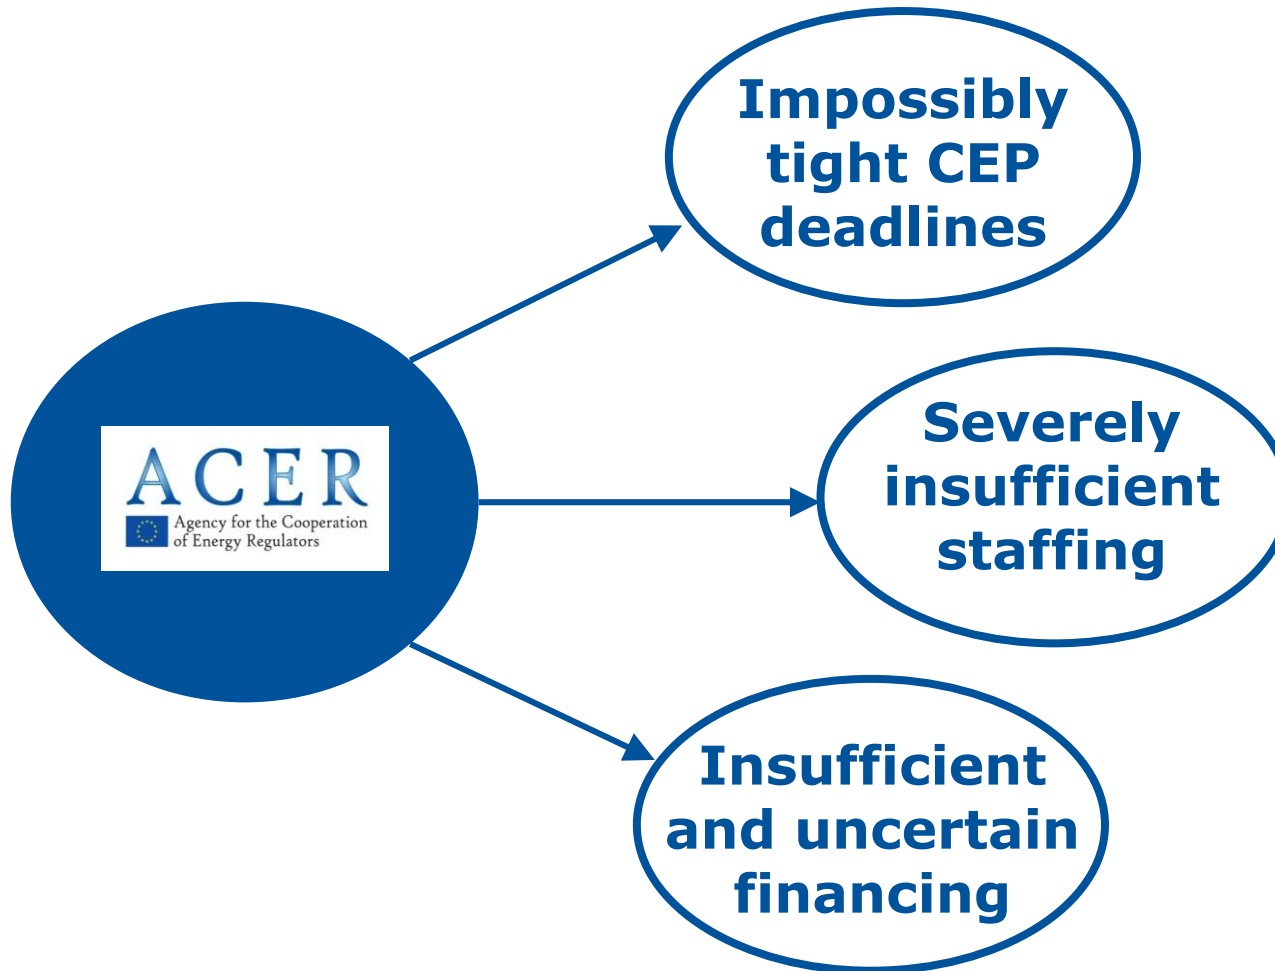 Impossibly
tight CEP
deadlines
ACER
Agency for the Cooperation
of Energy Regulators
Severely
insufficient
staffing
Insufficient
and uncertain
financing